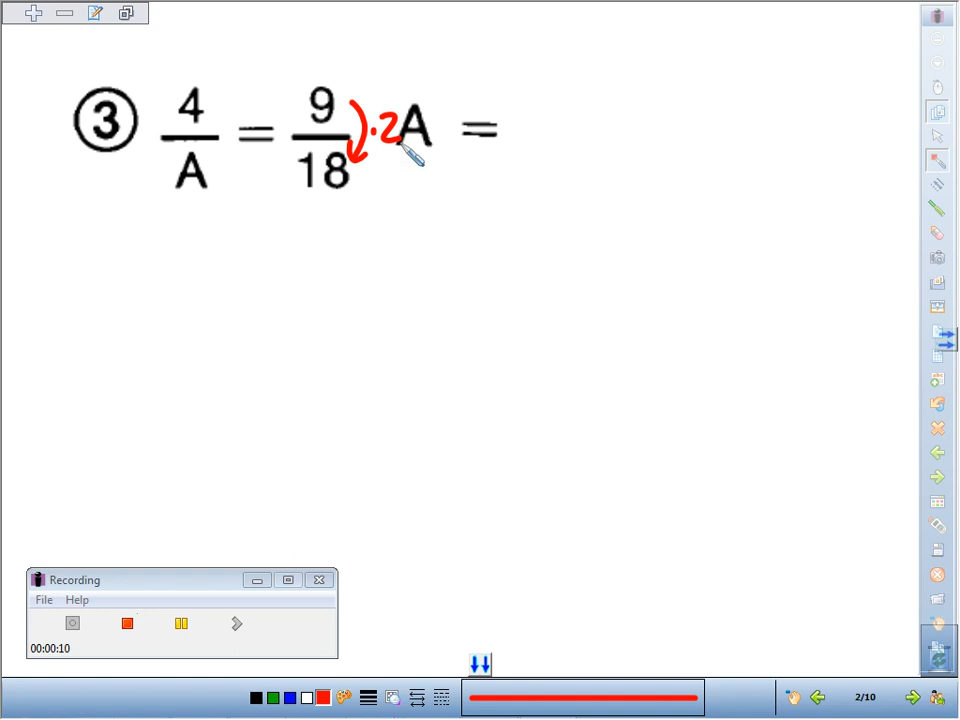 ③ 4/A = 9/18 ·2 A =
Recording
File Help
00:00:10
2/10